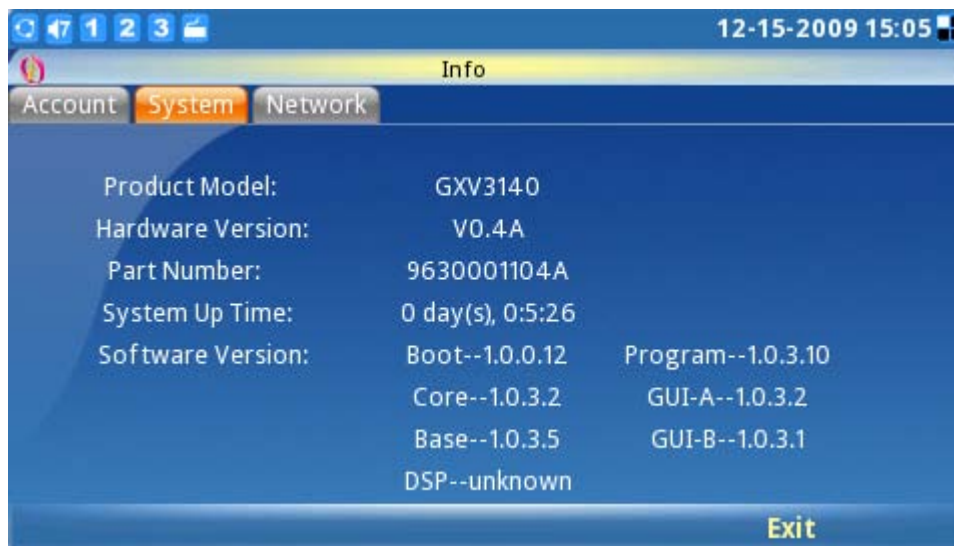 7 1 2 3 12-15-2009 15:05
Info
Account System Network
Product Model: GXV3140
Hardware Version: V0.4A
Part Number: 9630001104A
System Up Time: 0 day(s), 0:5:26
Software Version: Boot--1.0.0.12 Program--1.0.3.10
Core--1.0.3.2 GUI-A--1.0.3.2
Base--1.0.3.5 GUI-B--1.0.3.1
DSP--unknown
Exit